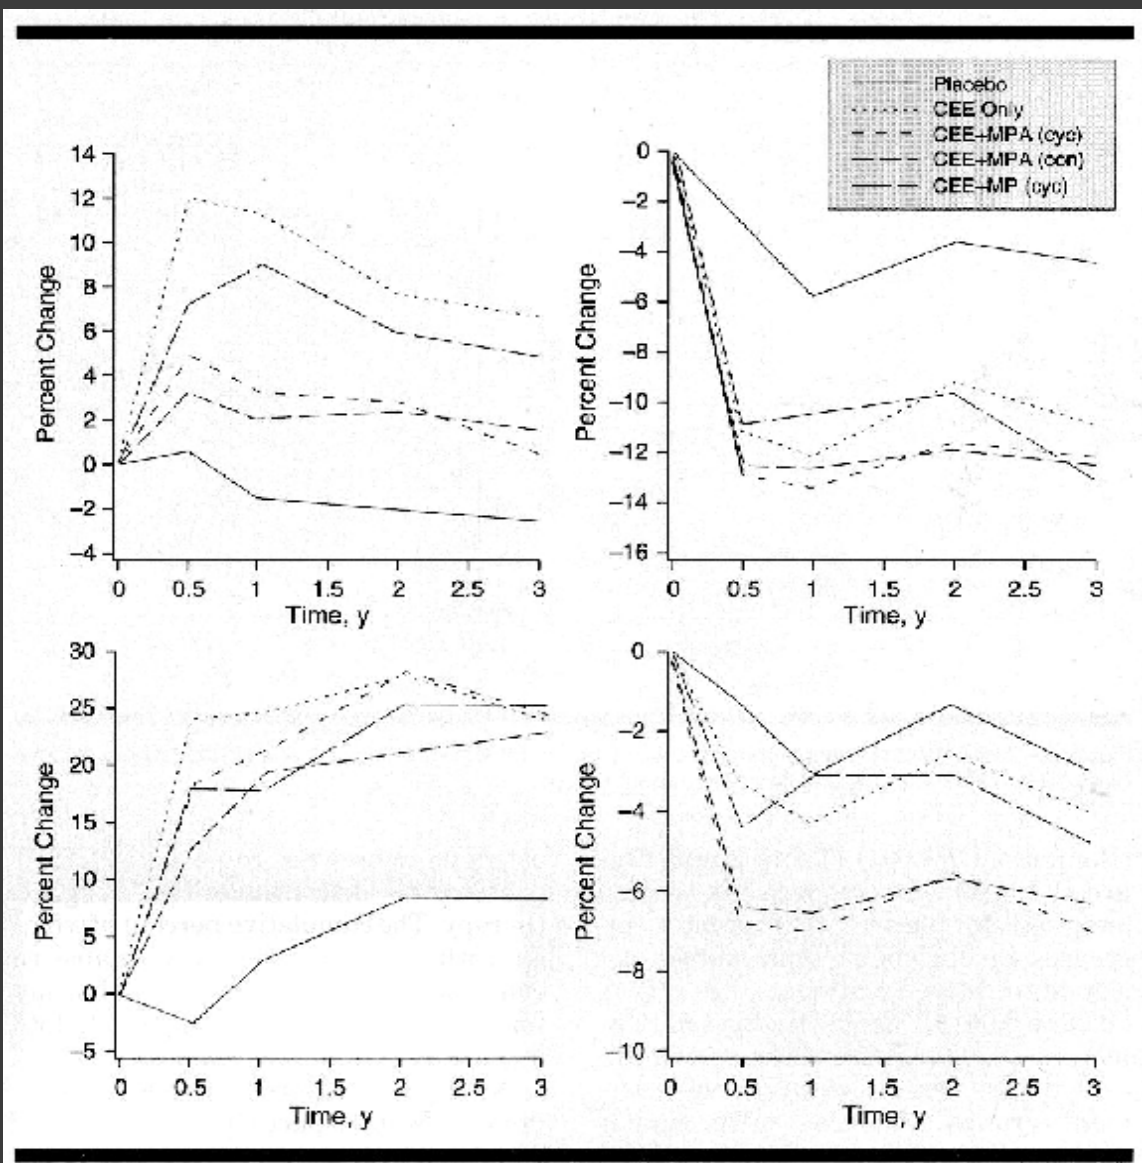 Placebo
CEE Only
CEE+MPA (cyc)
CEE+MPA (con)
CEE+MP (cyc)
Percent Change
14
12
10
8
6
4
2
0
−2
−4
0 0.5 1 1.5 2 2.5 3
Time, y
Percent Change
0
−2
−4
−6
−8
−10
−12
−14
−16
0 0.5 1 1.5 2 2.5 3
Time, y
Percent Change
30
25
20
15
10
5
0
−5
0 0.5 1 1.5 2 2.5 3
Time, y
Percent Change
0
−2
−4
−6
−8
−10
0 0.5 1 1.5 2 2.5 3
Time, y